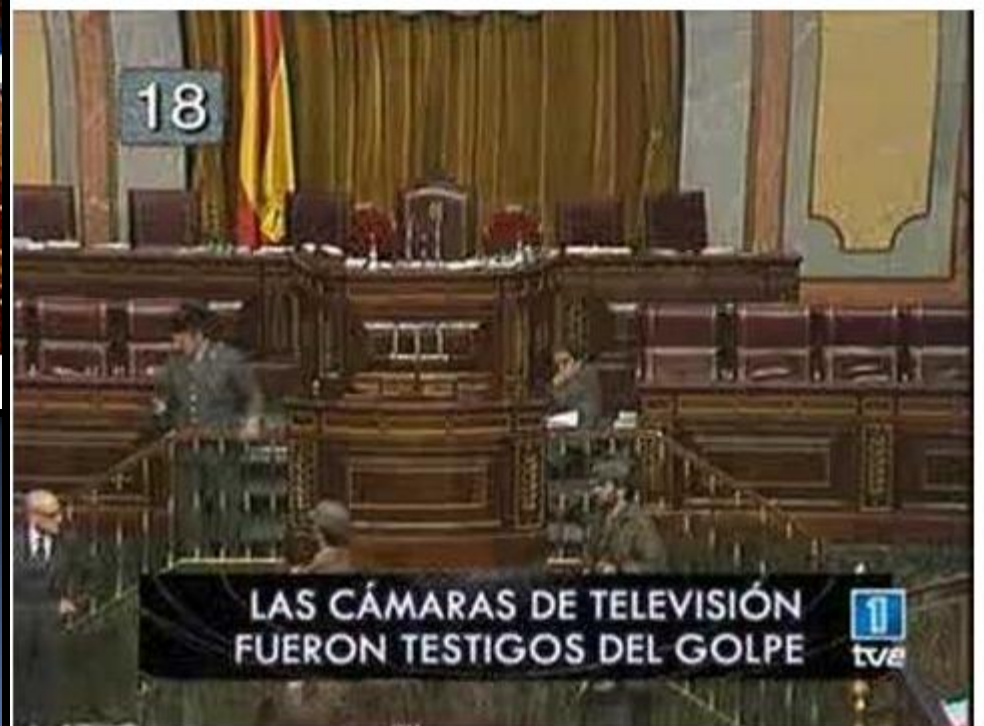 18
LAS CÁMARAS DE TELEVISIÓN
FUERON TESTIGOS DEL GOLPE
1
tve